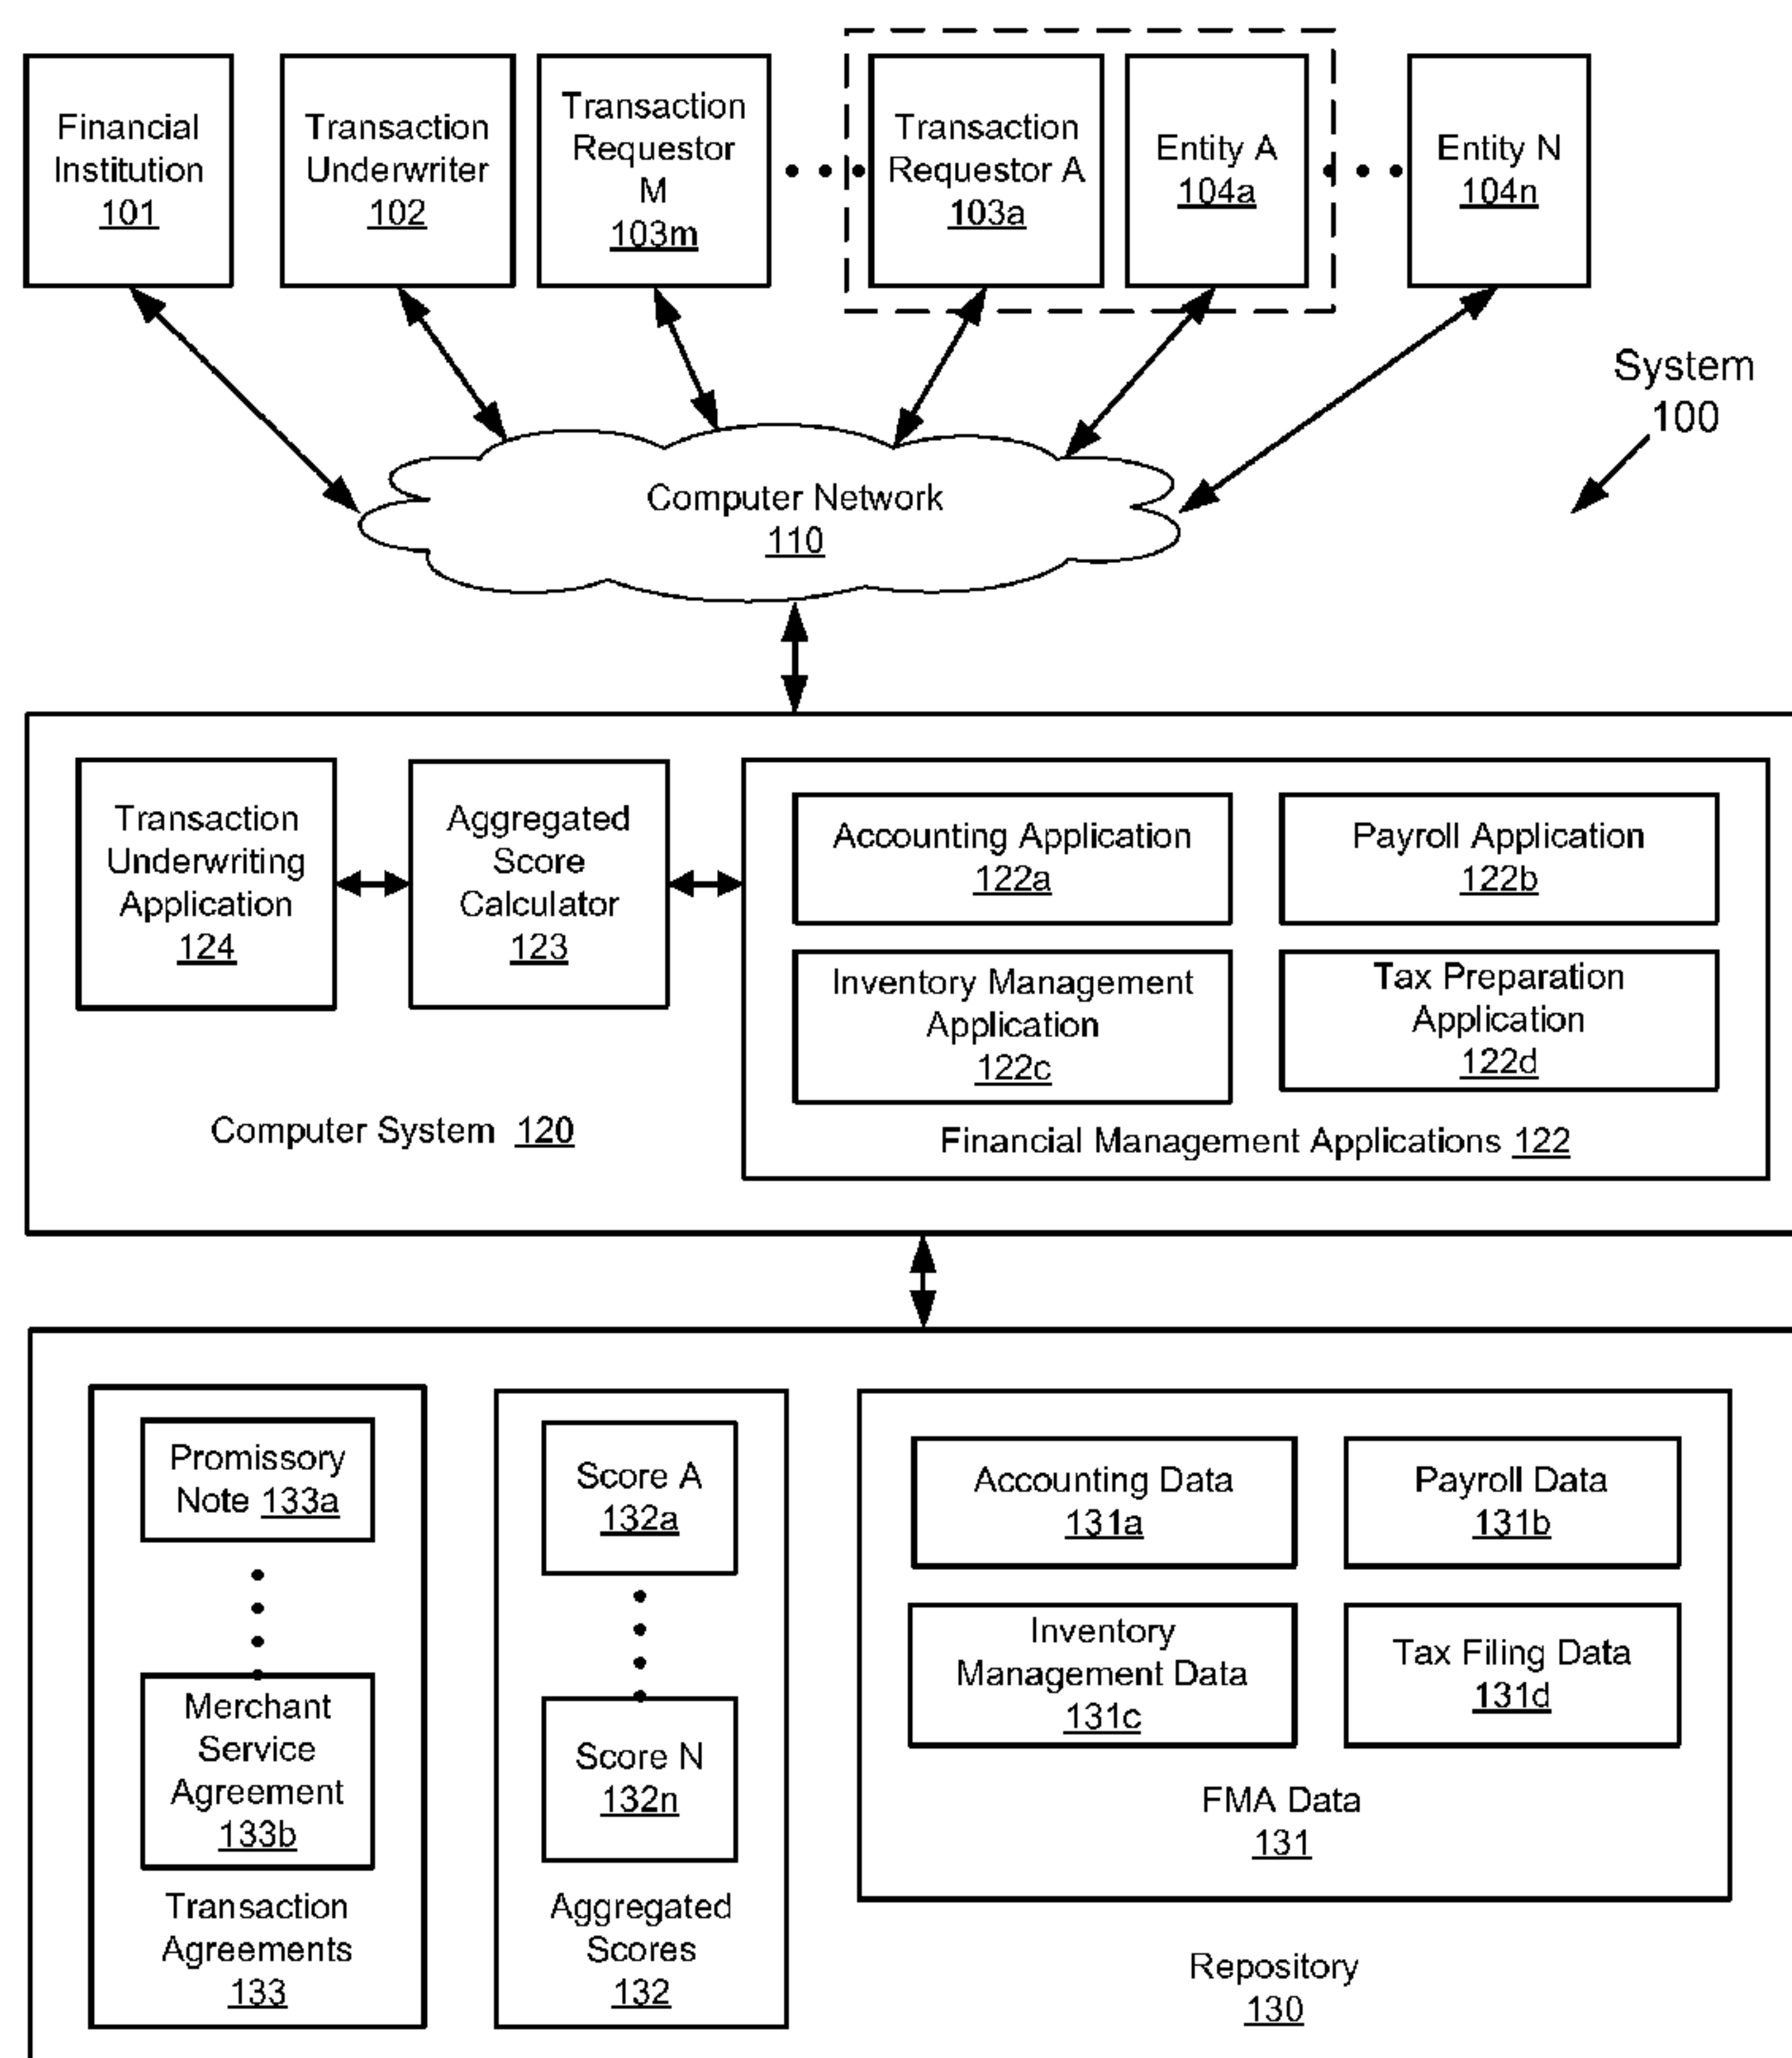 Financial
Institution
101
Transaction
Underwriter
102
Transaction
Requestor
M
103m
Transaction
Requestor A
103a
Entity A
104a
Entity N
104n
System
100
Computer Network
110
Transaction
Underwriting
Application
124
Aggregated
Score
Calculator
123
Accounting Application
122a
Payroll Application
122b
Inventory Management
Application
122c
Tax Preparation
Application
122d
Computer System 120
Financial Management Applications 122
Promissory
Note 133a
Merchant
Service
Agreement
133b
Transaction
Agreements
133
Score A
132a
Score N
132n
Aggregated
Scores
132
Accounting Data
131a
Payroll Data
131b
Inventory
Management Data
131c
Tax Filing Data
131d
FMA Data
131
Repository
130